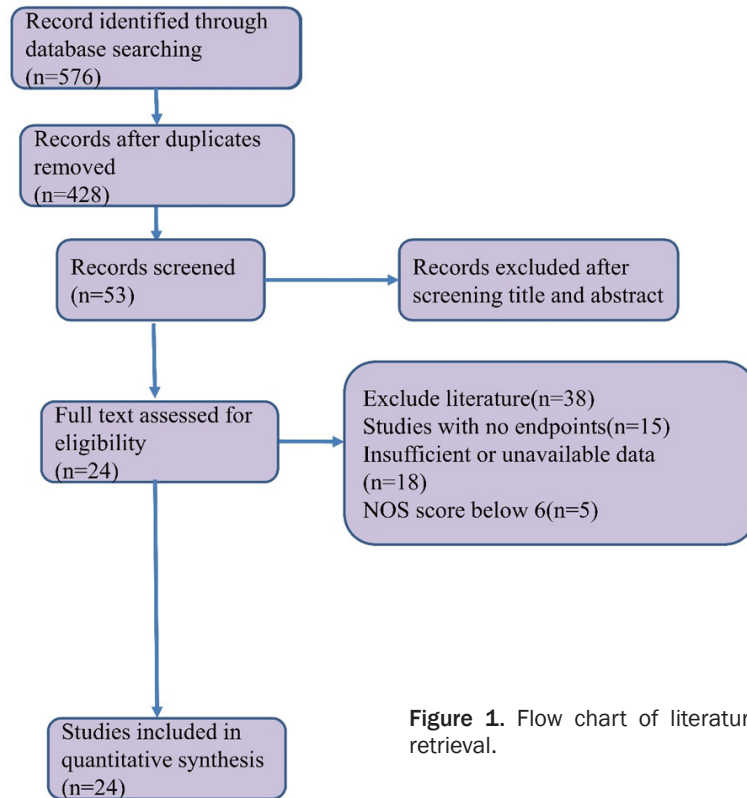 Record identified through
database searching
(n=576)
Records after duplicates
removed
(n=428)
Records screened
(n=53)
Records excluded after
screening title and abstract
Full text assessed for
eligibility
(n=24)
Exclude literature(n=38)
Studies with no endpoints(n=15)
Insufficient or unavailable data
(n=18)
NOS score below 6(n=5)
Studies included in
quantitative synthesis
(n=24)
Figure 1. Flow chart of literatur
retrieval.